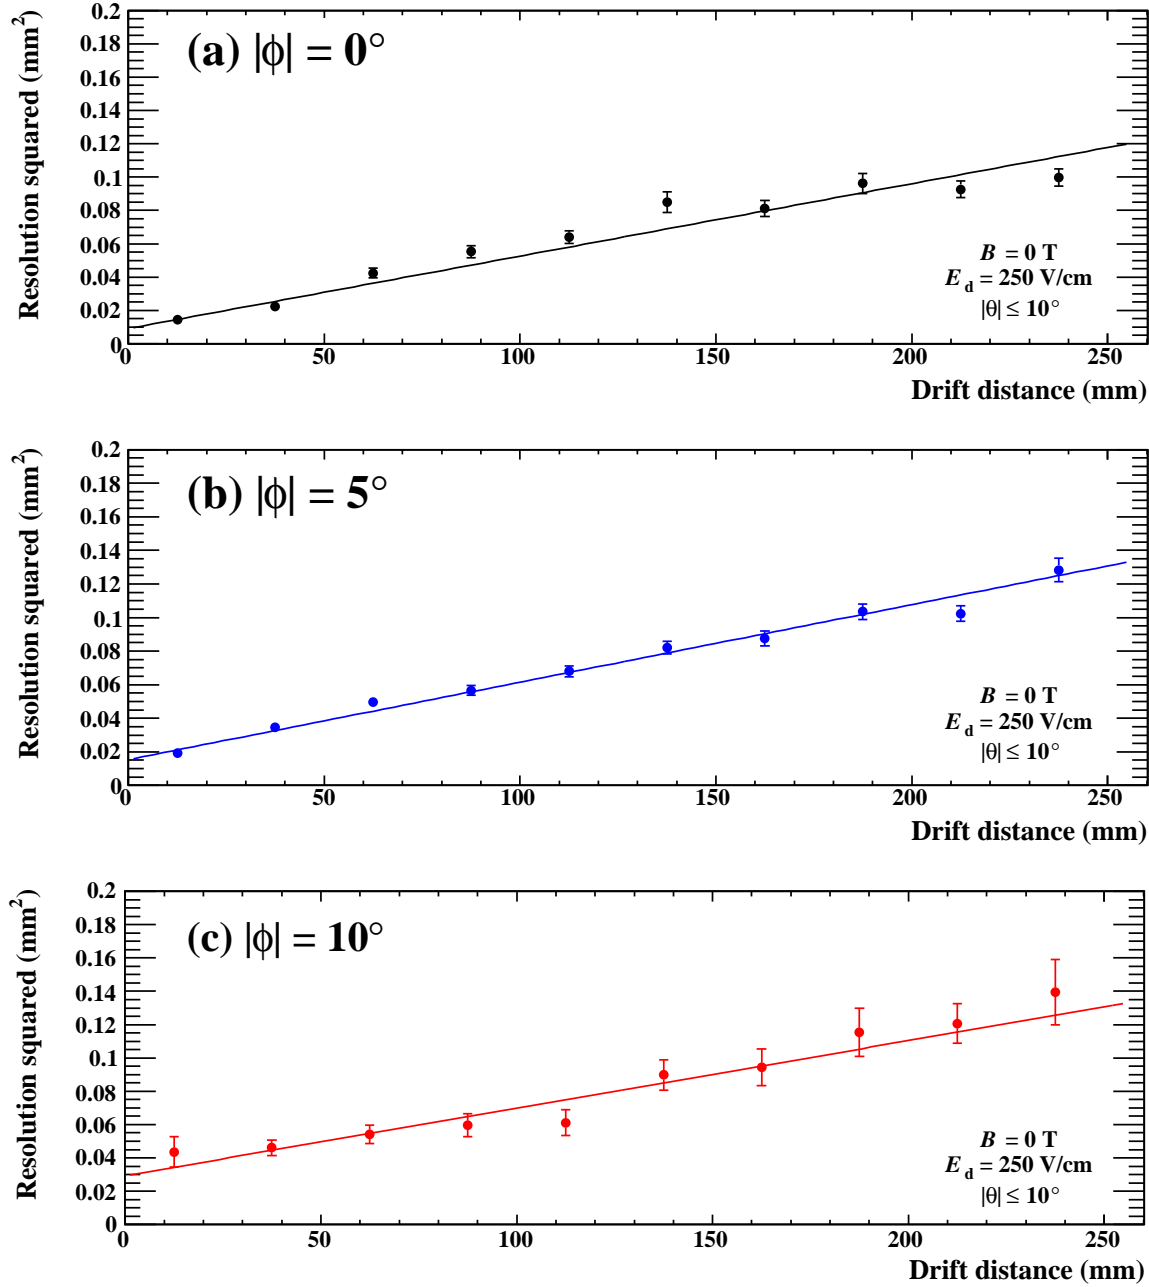 Resolution squared (mm²)
0.2
0.18
0.16
0.14
0.12
0.1
0.08
0.06
0.04
0.02
0
(a) |ϕ| = 0°
B = 0 T
E_d = 250 V/cm
|θ| ≤ 10°
0 50 100 150 200 250
Drift distance (mm)
Resolution squared (mm²)
0.2
0.18
0.16
0.14
0.12
0.1
0.08
0.06
0.04
0.02
0
(b) |ϕ| = 5°
B = 0 T
E_d = 250 V/cm
|θ| ≤ 10°
0 50 100 150 200 250
Drift distance (mm)
Resolution squared (mm²)
0.2
0.18
0.16
0.14
0.12
0.1
0.08
0.06
0.04
0.02
0
(c) |ϕ| = 10°
B = 0 T
E_d = 250 V/cm
|θ| ≤ 10°
0 50 100 150 200 250
Drift distance (mm)